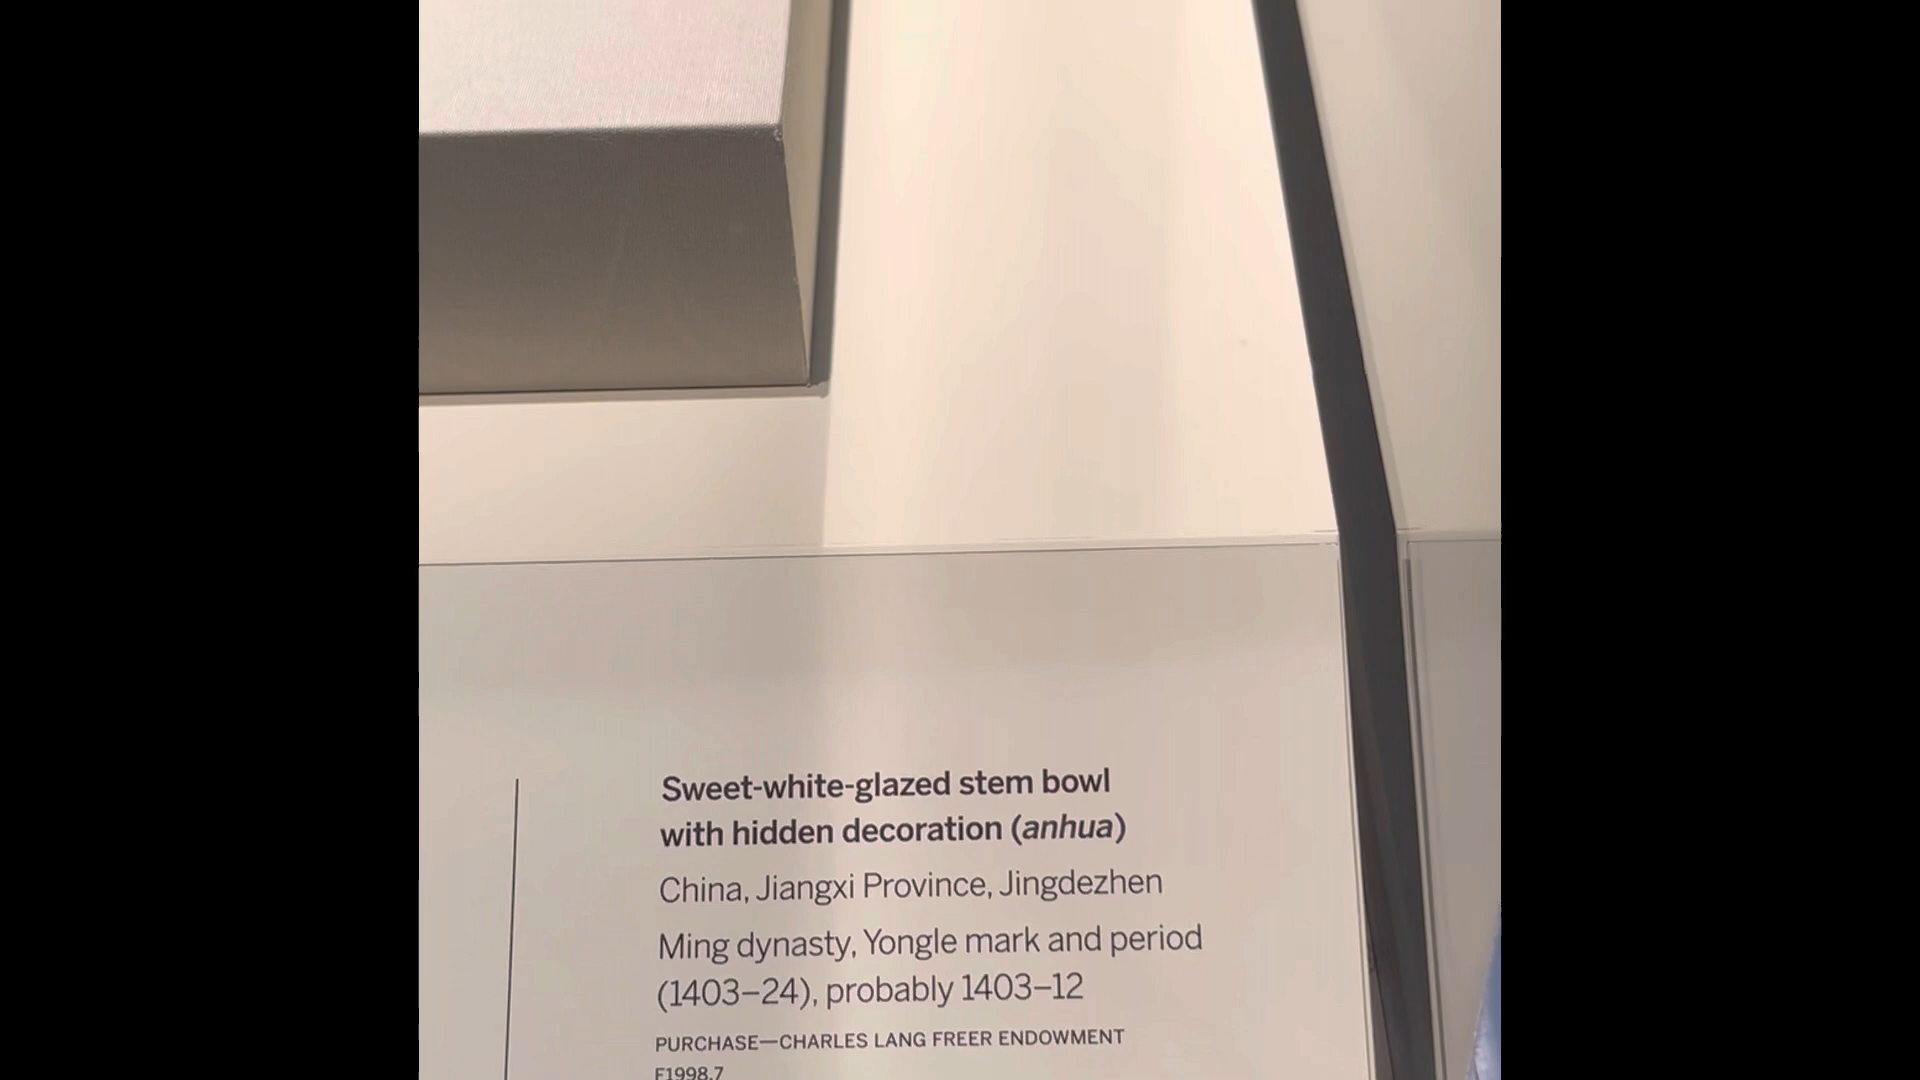 Sweet-white-glazed stem bowl
with hidden decoration (anhua)
China, Jiangxi Province, Jingdezhen
Ming dynasty, Yongle mark and period
(1403–24), probably 1403–12
PURCHASE—CHARLES LANG FREER ENDOWMENT
F1998.7